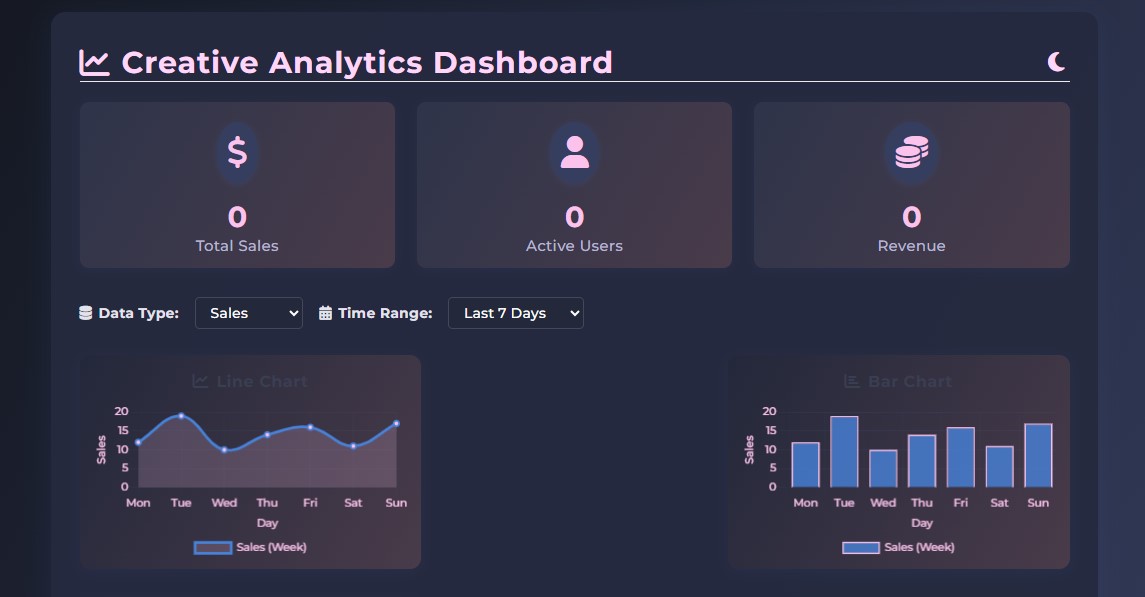 Creative Analytics Dashboard
$
0
Total Sales
0
Active Users
0
Revenue
Data Type:
Sales
Time Range:
Last 7 Days
Line Chart
20
15
10
5
0
Sales
Mon Tue Wed Thu Fri Sat Sun
Day
Sales (Week)
Bar Chart
20
15
10
5
0
Sales
Mon Tue Wed Thu Fri Sat Sun
Day
Sales (Week)